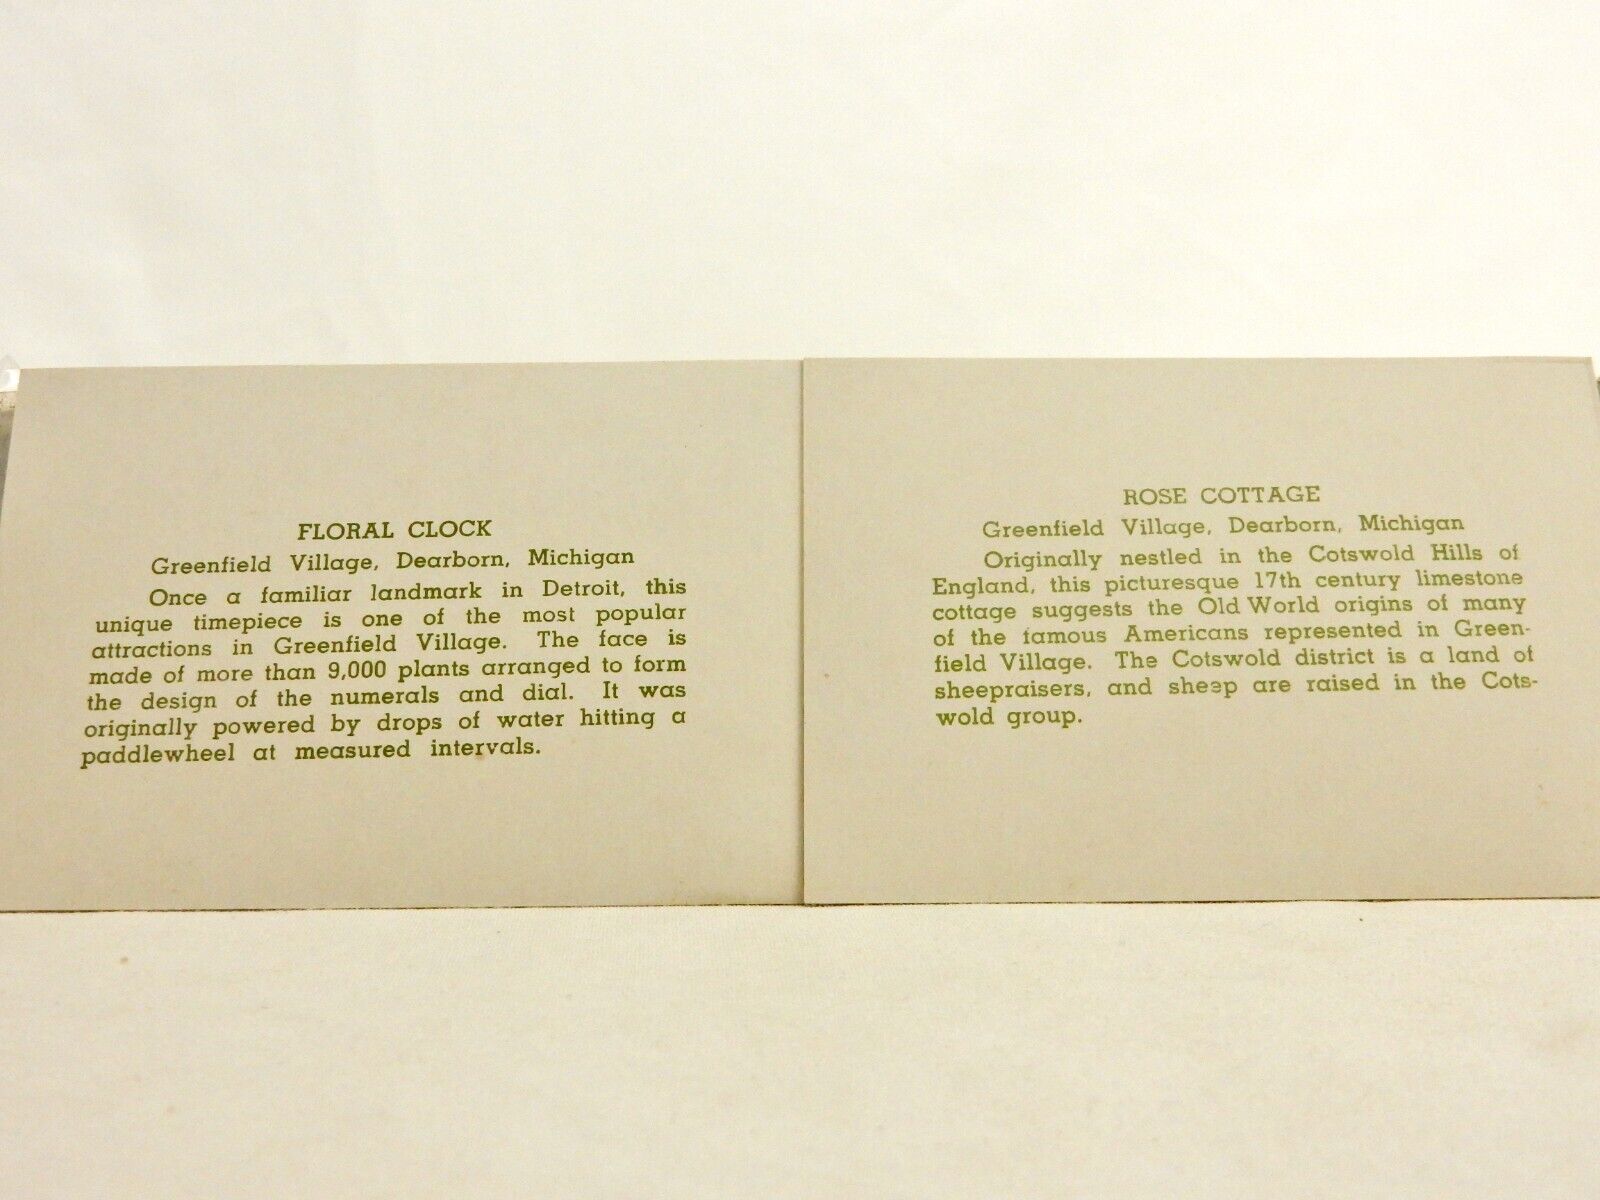 FLORAL CLOCK
Greenfield Village, Dearborn, Michigan
Once a familiar landmark in Detroit, this
unique timepiece is one of the most popular
attractions in Greenfield Village. The face is
made of more than 9,000 plants arranged to form
the design of the numerals and dial. It was
originally powered by drops of water hitting a
paddlewheel at measured intervals.
ROSE COTTAGE
Greenfield Village, Dearborn, Michigan
Originally nestled in the Cotswold Hills of
England, this picturesque 17th century limestone
cottage suggests the Old World origins of many
of the famous Americans represented in Green-
field Village. The Cotswold district is a land of
sheepraisers, and sheep are raised in the Cots-
wold group.